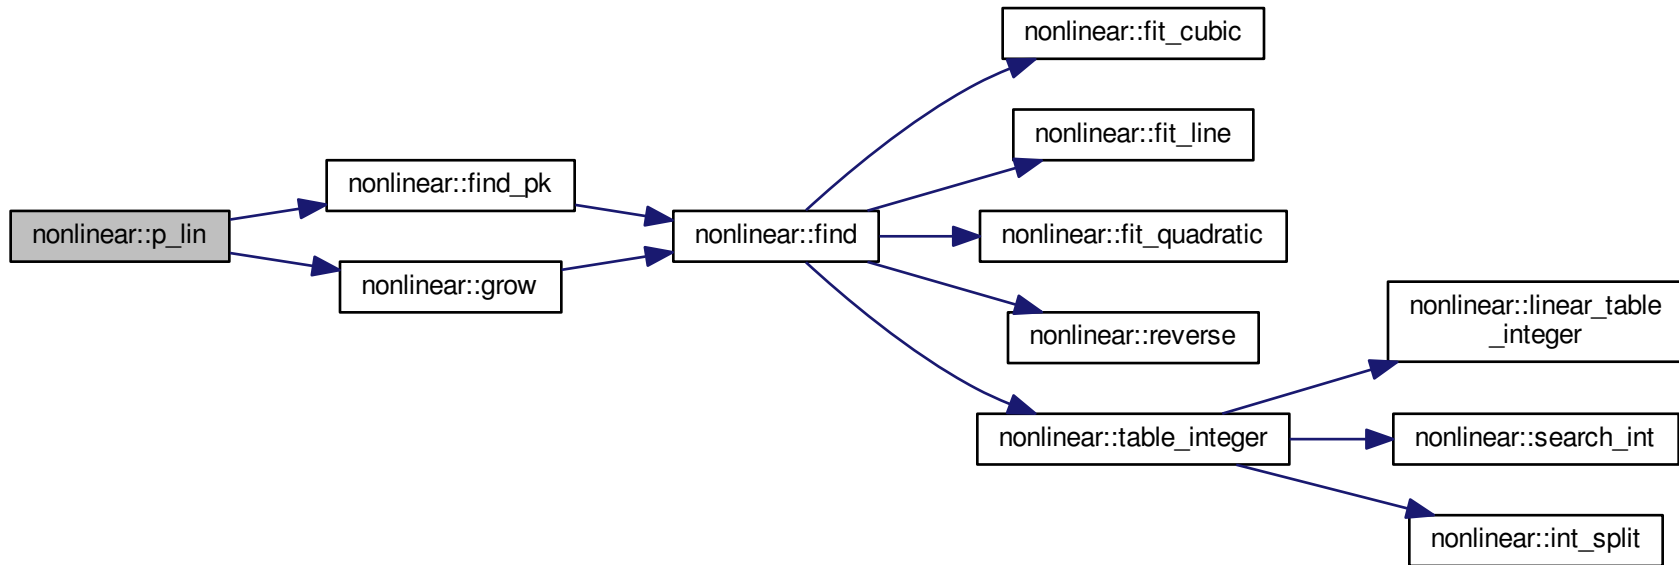 nonlinear::p_lin
nonlinear::find_pk
nonlinear::grow
nonlinear::find
nonlinear::fit_cubic
nonlinear::fit_line
nonlinear::fit_quadratic
nonlinear::reverse
nonlinear::table_integer
nonlinear::linear_table
_integer
nonlinear::search_int
nonlinear::int_split